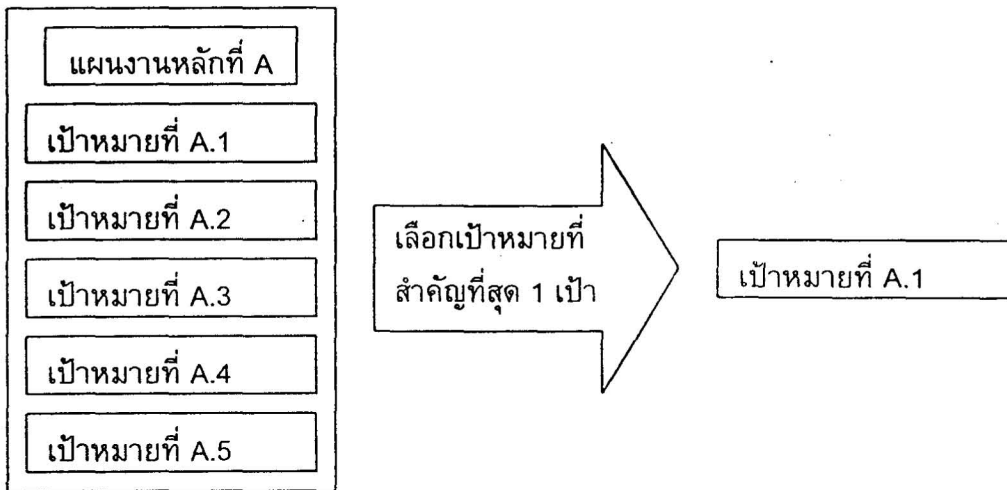 แผนงานหลักที่ A
เป้าหมายที่ A.1
เป้าหมายที่ A.2
เป้าหมายที่ A.3
เป้าหมายที่ A.4
เป้าหมายที่ A.5
เลือกเป้าหมายที่
สำคัญที่สุด 1 เป้า
เป้าหมายที่ A.1